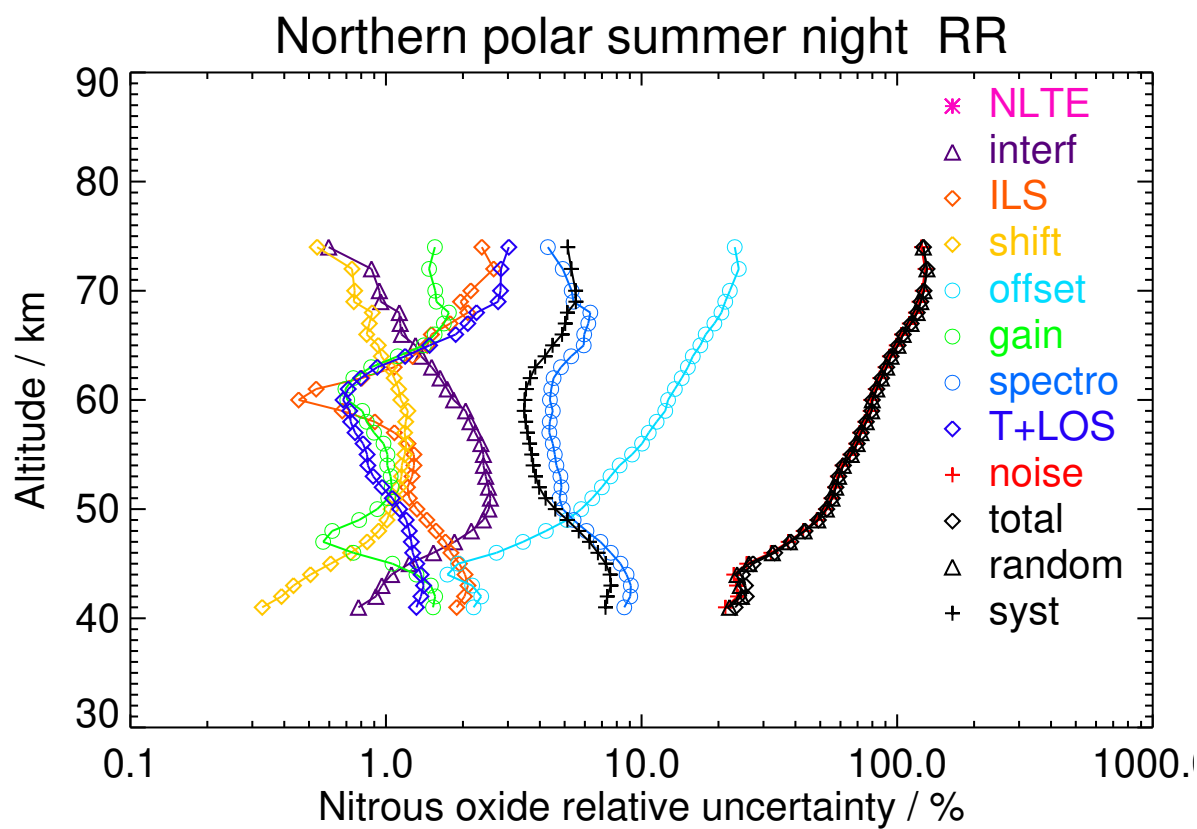 Northern polar summer night RR
90
80
70
60
50
40
30
Altitude / km
NLTE
interf
ILS
shift
offset
gain
spectro
T+LOS
noise
total
random
syst
0.1 1.0 10.0 100.0 1000.0
Nitrous oxide relative uncertainty / %